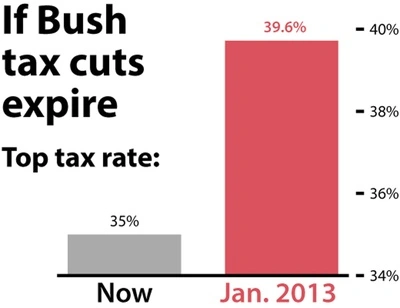 If Bush
tax cuts
expire
Top tax rate:
39.6%
40%
38%
36%
35%
34%
Now
Jan. 2013